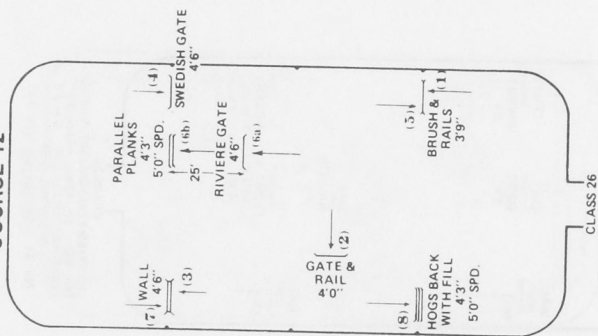 SWEDISH GATE
4'6"
(4)
PARALLEL
PLANKS
4'3"
5'0" SPD.
(6b)
25'
RIVIERE GATE
4'6"
(6a)
(7)
WALL
4'6"
(3)
(2)
GATE &
RAIL
4'0"
(5)
(1)
BRUSH &
RAILS
3'9"
(8)
HOGS BACK
WITH FILL
4'3"
5'0" SPD.
CLASS 26